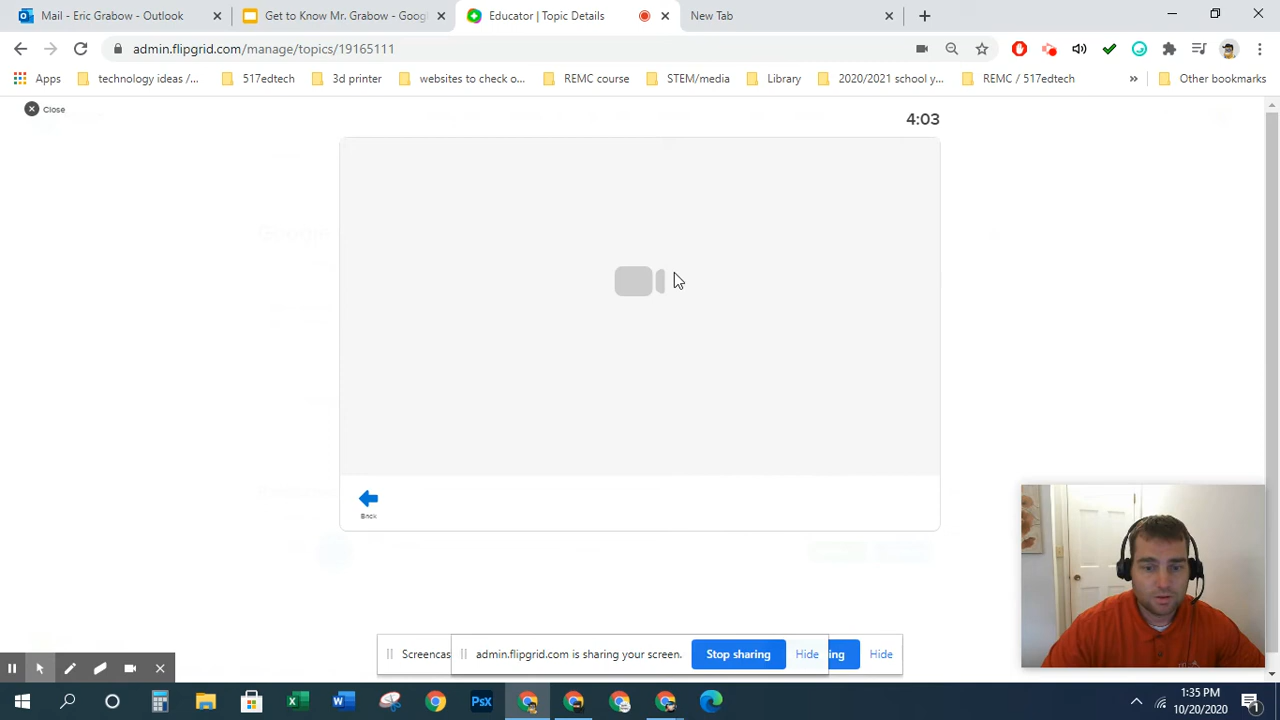 Mail - Eric Grabow - Outlook
Get to Know Mr. Grabow - Goog
Educator | Topic Details
New Tab
admin.flipgrid.com/manage/topics/19165111
Apps
technology ideas /...
517edtech
3d printer
websites to check o...
REMC course
STEM/media
Library
2020/2021 school y...
REMC / 517edtech
»
Other bookmarks
Close
4:03
Back
Screencas
admin.flipgrid.com is sharing your screen.
Stop sharing
Hide
ing
Hide
PsX
1:35 PM
10/20/2020
1